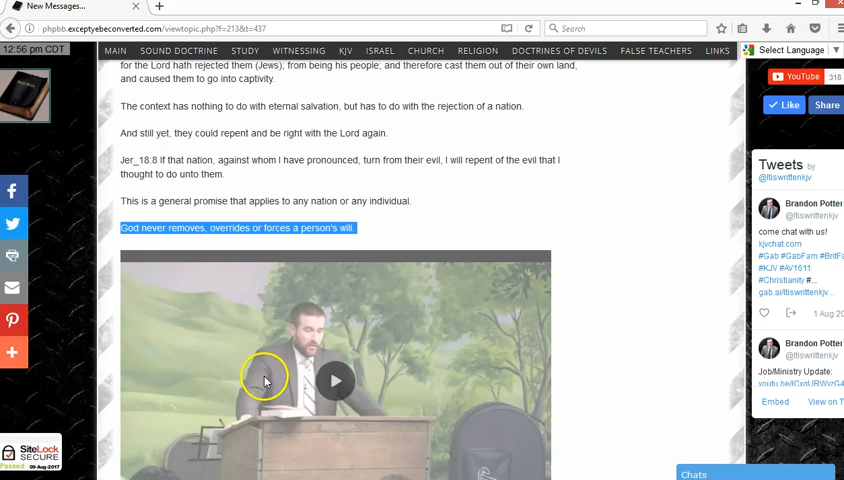 New Messages...
phpbb.exceptyebeconverted.com/viewtopic.php?f=213&t=437
Search
12:56 pm CDT
MAIN SOUND DOCTRINE STUDY WITNESSING KJV ISRAEL CHURCH RELIGION DOCTRINES OF DEVILS FALSE TEACHERS LINKS
Select Language
for the Lord hath rejected them (Jews); from being his people; and therefore cast them out of their own land,
and caused them to go into captivity.
The context has nothing to do with eternal salvation, but has to do with the rejection of a nation.
And still yet, they could repent and be right with the Lord again.
Jer_18:8 If that nation, against whom I have pronounced, turn from their evil, I will repent of the evil that I
thought to do unto them.
This is a general promise that applies to any nation or any individual.
God never removes, overrides or forces a person's will.
YouTube 318
Like Share
Tweets by
@Itiswrittenkjv
Brandon Potter
@Itiswrittenkjv
come chat with us!
kjvchat.com
#Gab #GabFam #BritFa
#KJV #AV1611
#Christianity #...
gab.ai/Itiswrittenkj...
1 Aug 20
Brandon Potter
@Itiswrittenkjv
Job/Ministry Update:
Embed View on T
SiteLock
SECURE
Passed 09-Aug-2017
Chats